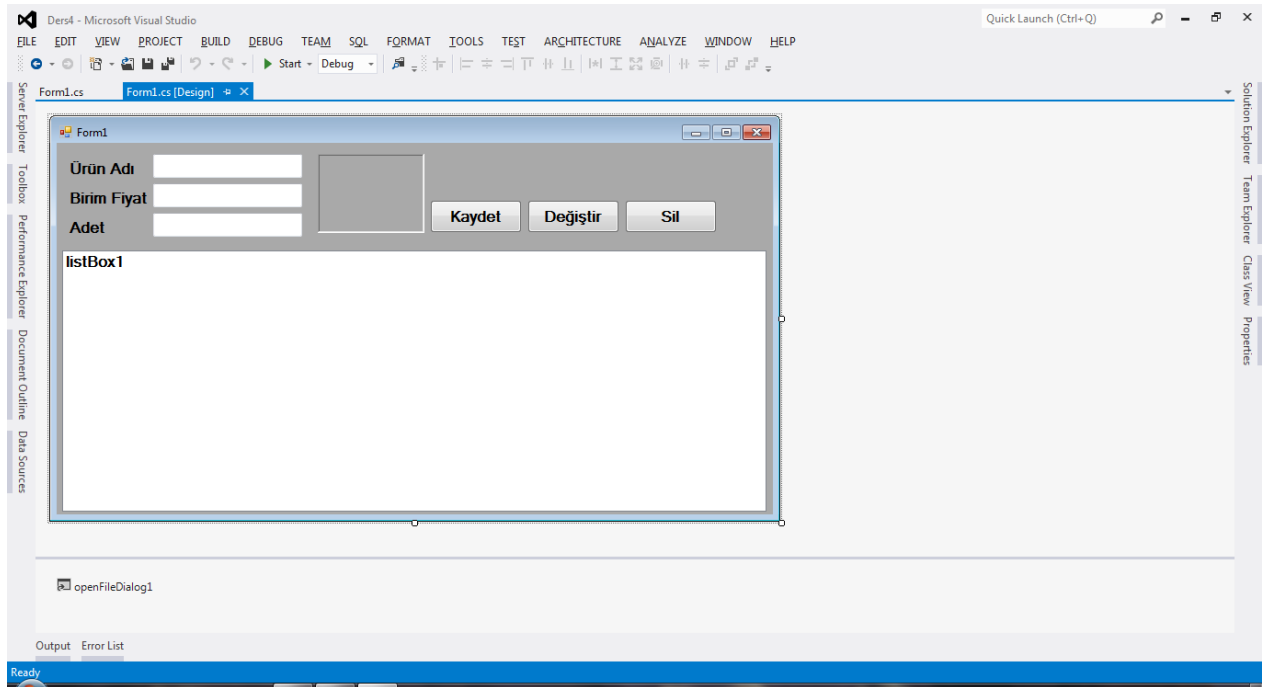 Ders4 - Microsoft Visual Studio
Quick Launch (Ctrl+Q)
FILE EDIT VIEW PROJECT BUILD DEBUG TEAM SQL FORMAT TOOLS TEST ARCHITECTURE ANALYZE WINDOW HELP
Start Debug
Form1.cs Form1.cs [Design]
Server Explorer
Toolbox
Performance Explorer
Document Outline
Data Sources
Form1
Ürün Adı
Birim Fiyat
Adet
Kaydet Değiştir Sil
listBox1
openFileDialog1
Solution Explorer
Team Explorer
Class View
Properties
Output Error List
Ready